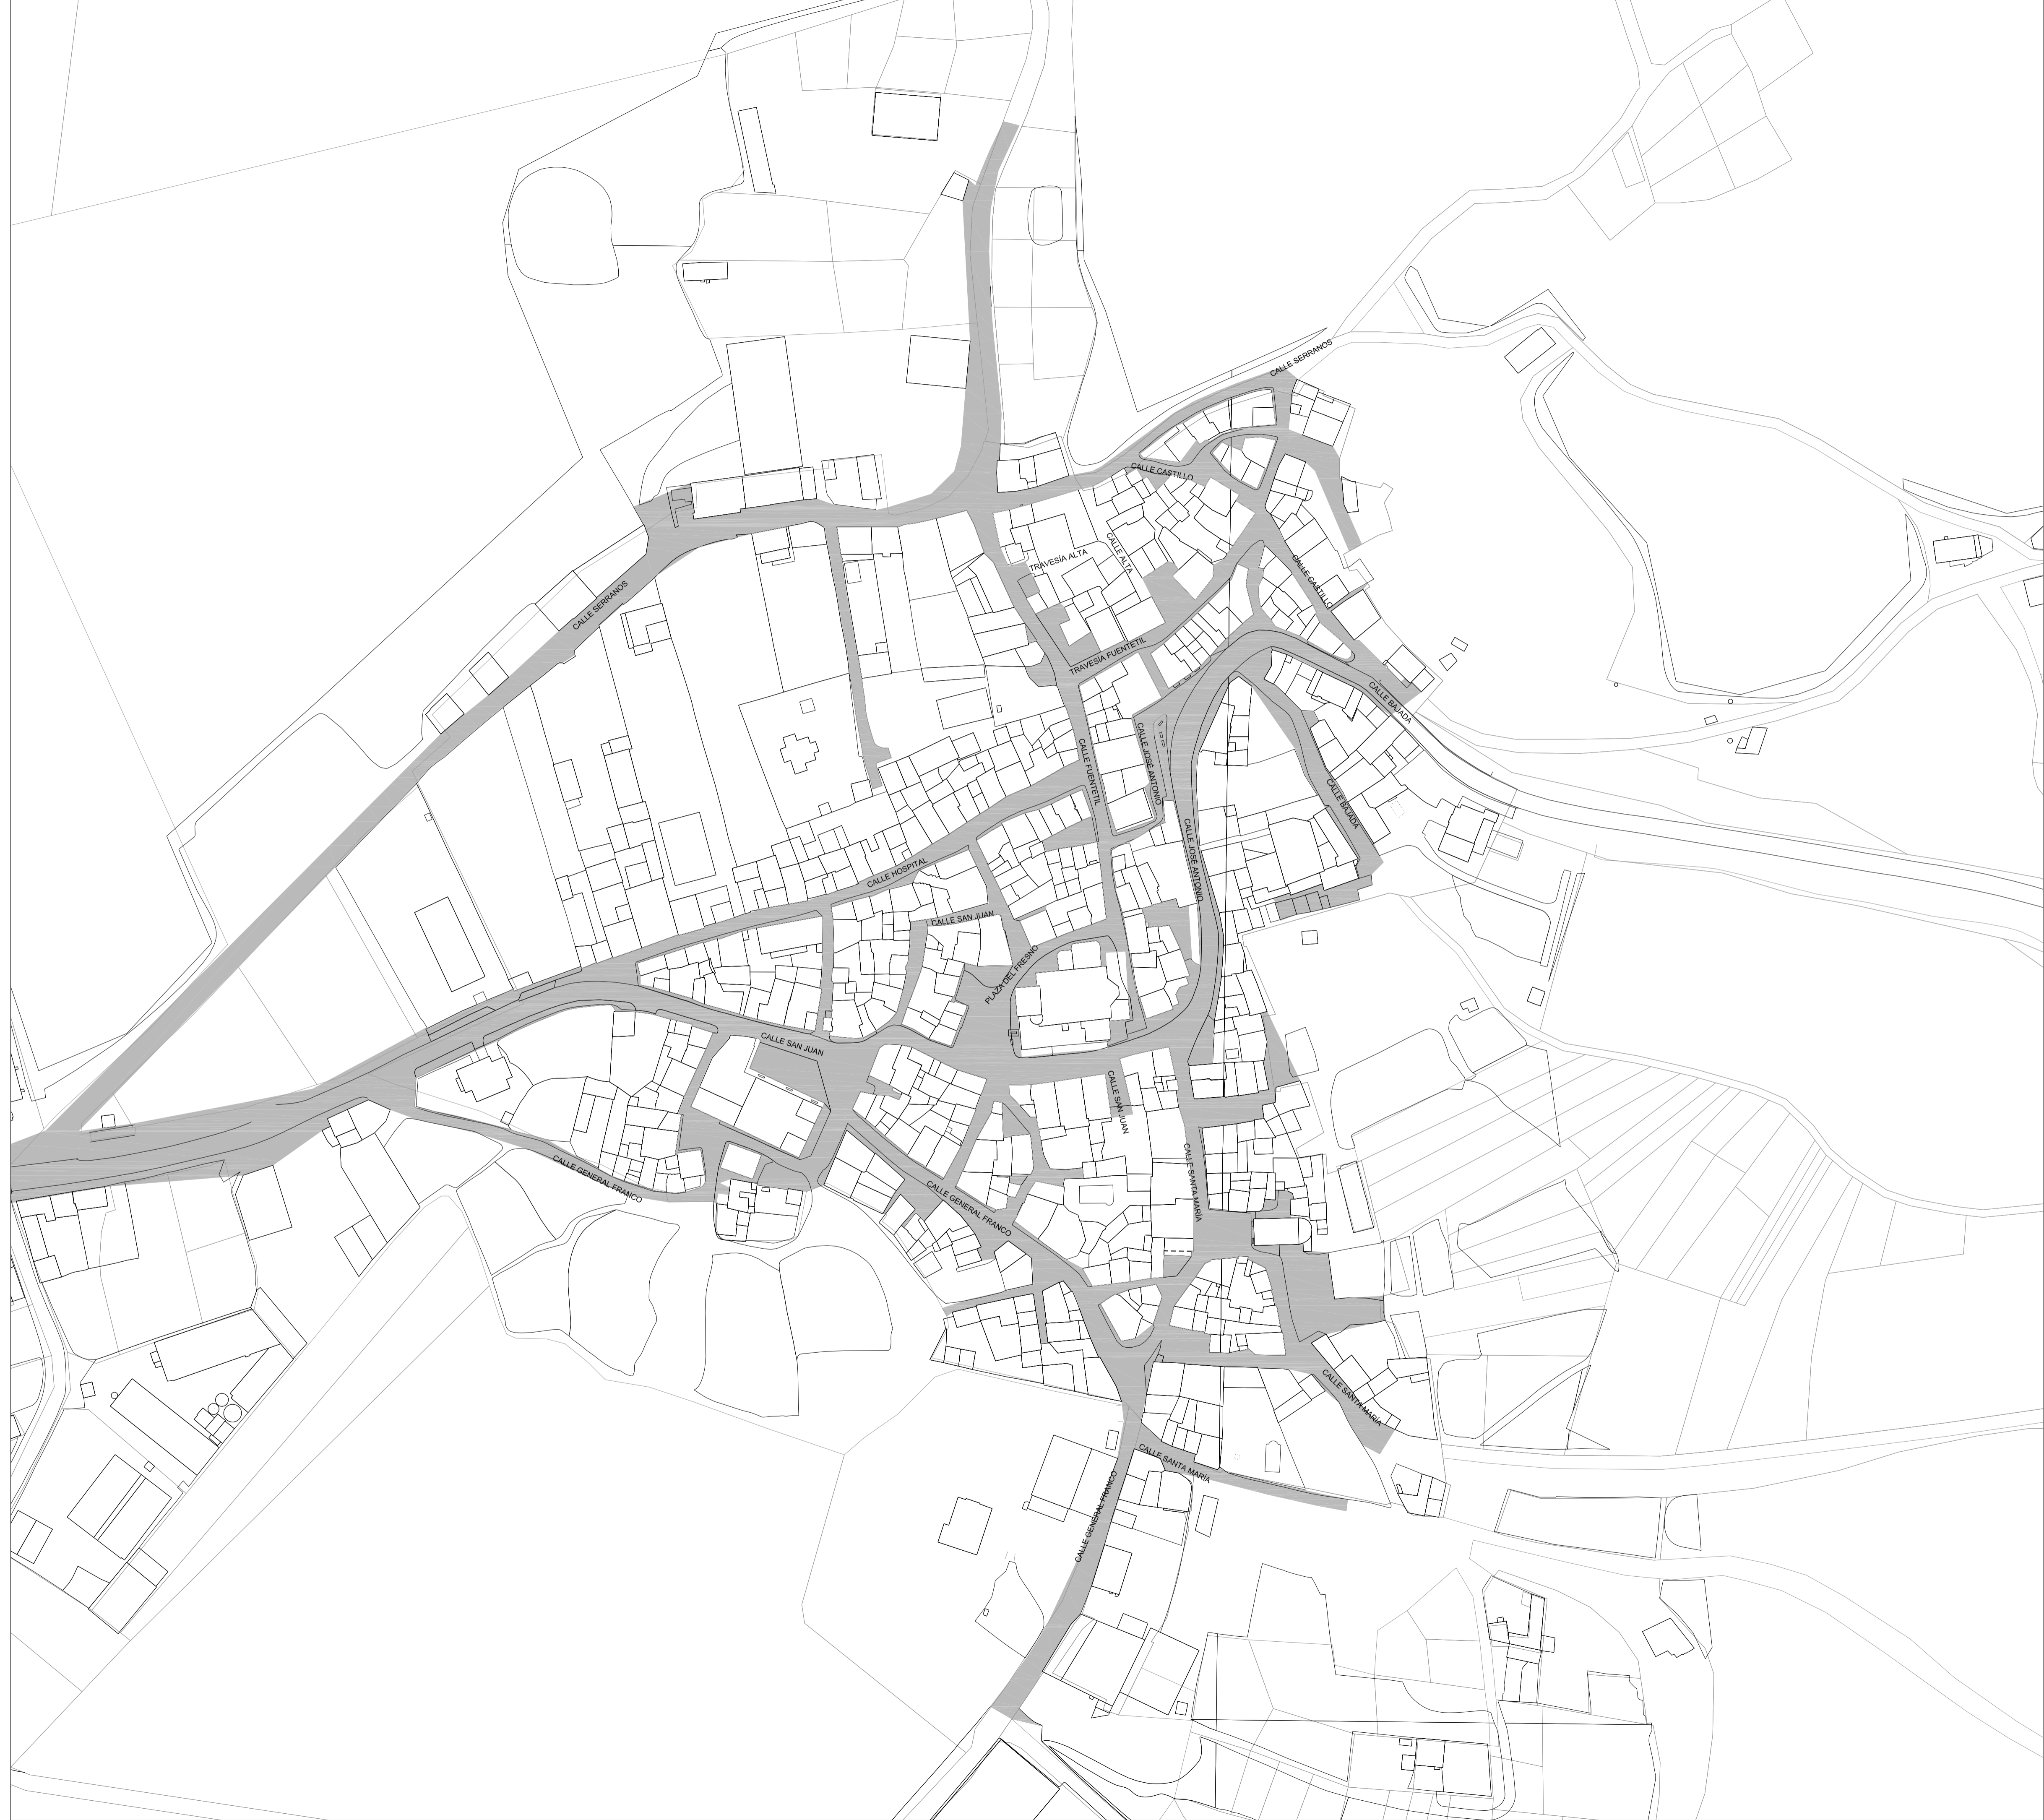 CALLE SERRANOS
CALLE CASTILLO
CALLE ALTA
TRAVESÍA ALTA
CALLE CASTILLO
CALLE SERRANOS
TRAVESÍA FUENTETIL
CALLE BAJADA
CALLE FUENTETIL
CALLE JOSÉ ANTONIO
CALLE BAJADA
CALLE JOSÉ ANTONIO
CALLE HOSPITAL
CALLE SAN JUAN
PLAZA DEL FRESNO
CALLE SAN JUAN
CALLE SAN JUAN
CALLE GENERAL FRANCO
CALLE SANTA MARÍA
CALLE GENERAL FRANCO
CALLE SANTA MARÍA
CALLE SANTA MARÍA
CALLE GENERAL FRANCO